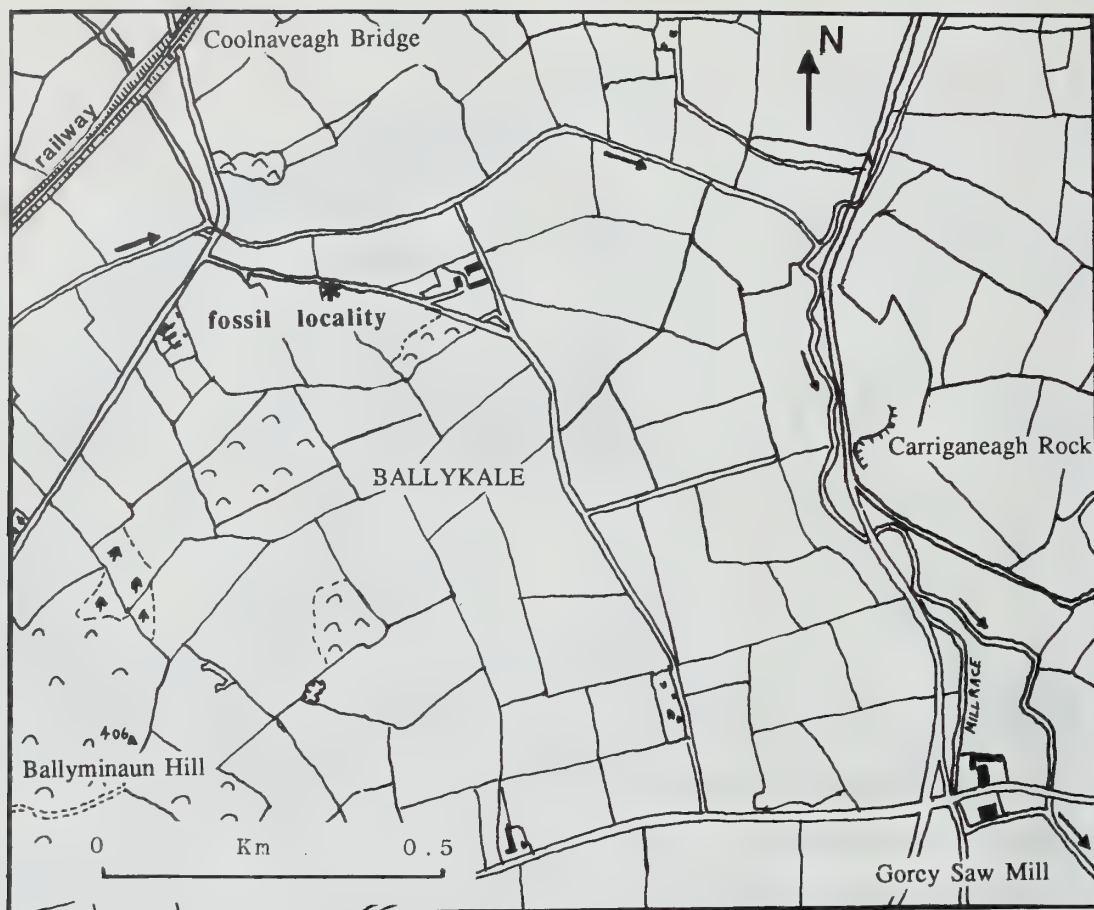 Coolnaveagh Bridge
N
railway
fossil locality
Carriganeagh Rock
BALLYKALE
MILL RACE
406
Ballyminaun Hill
0 Km 0.5
Gorey Saw Mill